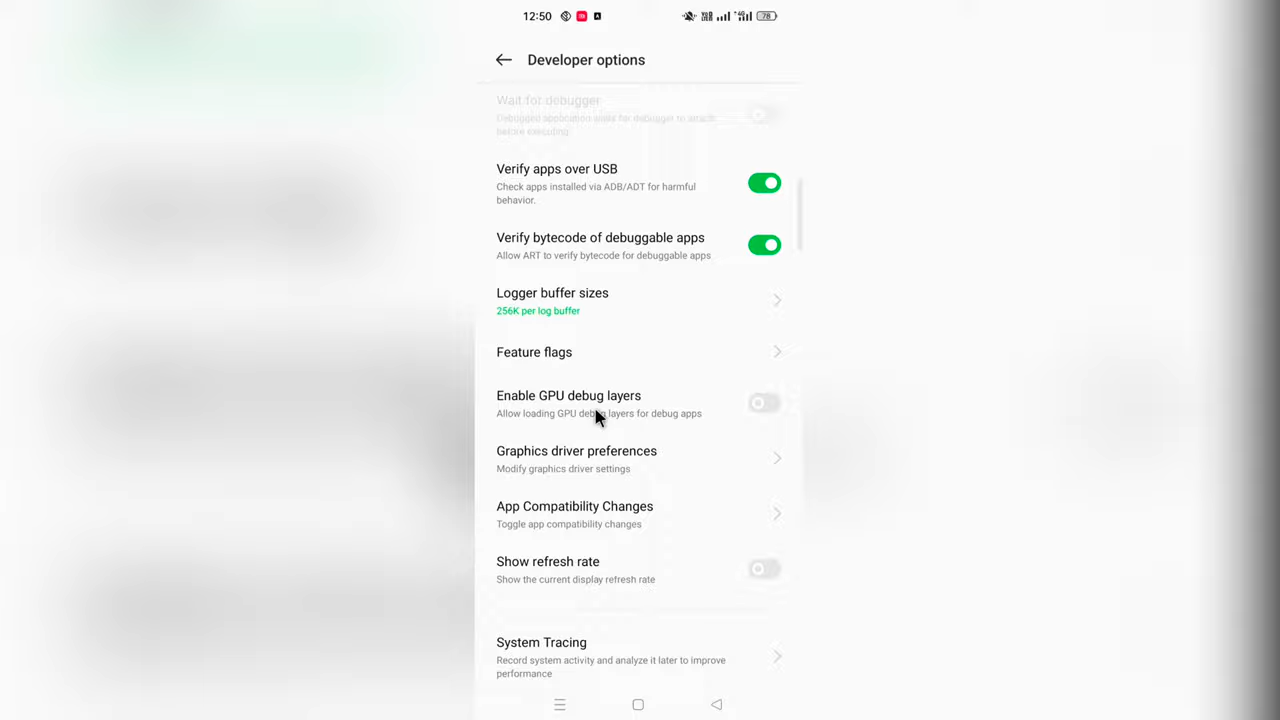 12:50
78
Developer options
Wait for debugger
Debugged application waits for debugger to attach
before executing.
Verify apps over USB
Check apps installed via ADB/ADT for harmful
behavior.
Verify bytecode of debuggable apps
Allow ART to verify bytecode for debuggable apps
Logger buffer sizes
256K per log buffer
Feature flags
Enable GPU debug layers
Allow loading GPU debug layers for debug apps
Graphics driver preferences
Modify graphics driver settings
App Compatibility Changes
Toggle app compatibility changes
Show refresh rate
Show the current display refresh rate
System Tracing
Record system activity and analyze it later to improve
performance